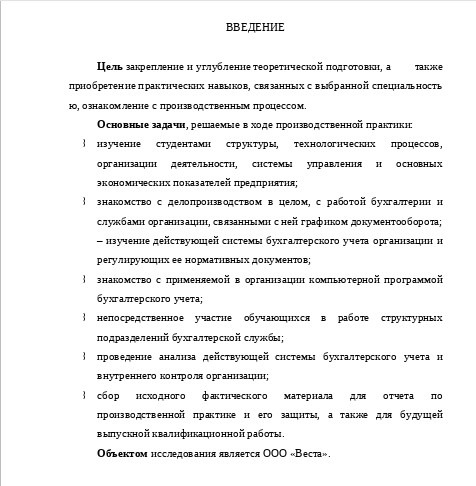 ВВЕДЕНИЕ
Цель закрепление и углубление теоретической подготовки, а также
приобретение практических навыков, связанных с выбранной специальность
ю, ознакомление с производственным процессом.
Основные задачи, решаемые в ходе производственной практики:
⌉ изучение студентами структуры, технологических процессов,
организации деятельности, системы управления и основных
экономических показателей предприятия;
⌉ знакомство с делопроизводством в целом, с работой бухгалтерии и
службами организации, связанными с ней графиком документооборота;
– изучение действующей системы бухгалтерского учета организации и
регулирующих ее нормативных документов;
⌉ знакомство с применяемой в организации компьютерной программой
бухгалтерского учета;
⌉ непосредственное участие обучающихся в работе структурных
подразделений бухгалтерской службы;
⌉ проведение анализа действующей системы бухгалтерского учета и
внутреннего контроля организации;
⌉ сбор исходного фактического материала для отчета по
производственной практике и его защиты, а также для будущей
выпускной квалификационной работы.
Объектом исследования является ООО «Веста».